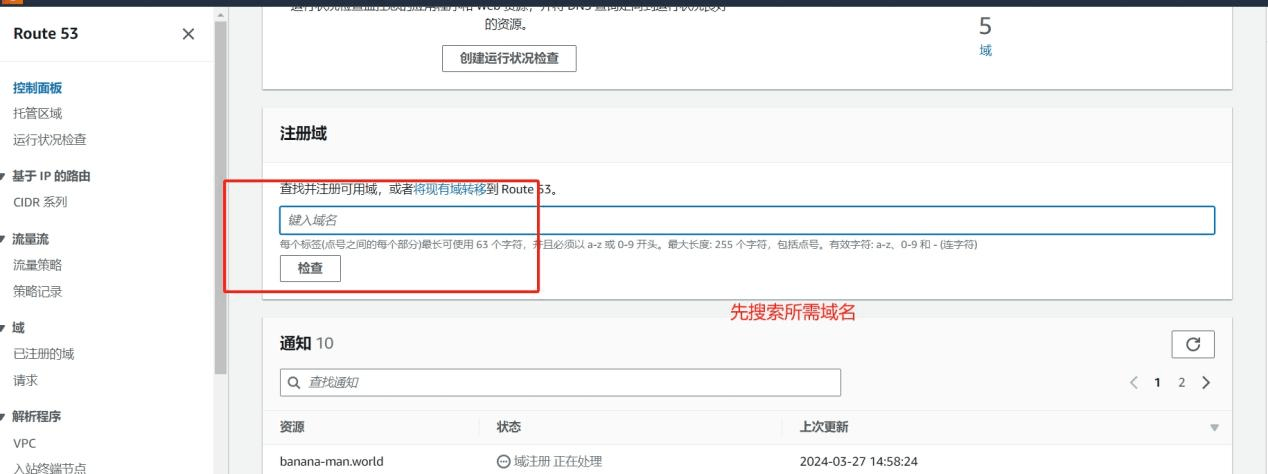 Route 53
控制面板
托管区域
运行状况检查
基于 IP 的路由
CIDR 系列
流量流
流量策略
策略记录
域
已注册的域
请求
解析程序
VPC
入站终端节点
的资源。
创建运行状况检查
5
域
注册域
查找并注册可用域，或者将现有域转移到 Route 53。
键入域名
每个标签(点号之间的每个部分)最长可使用 63 个字符，并且必须以 a-z 或 0-9 开头。最大长度: 255 个字符，包括点号。有效字符: a-z、0-9 和 - (连字符)
检查
先搜索所需域名
通知 10
查找通知
1 2
资源 状态 上次更新
banana-man.world 域注册 正在处理 2024-03-27 14:58:24